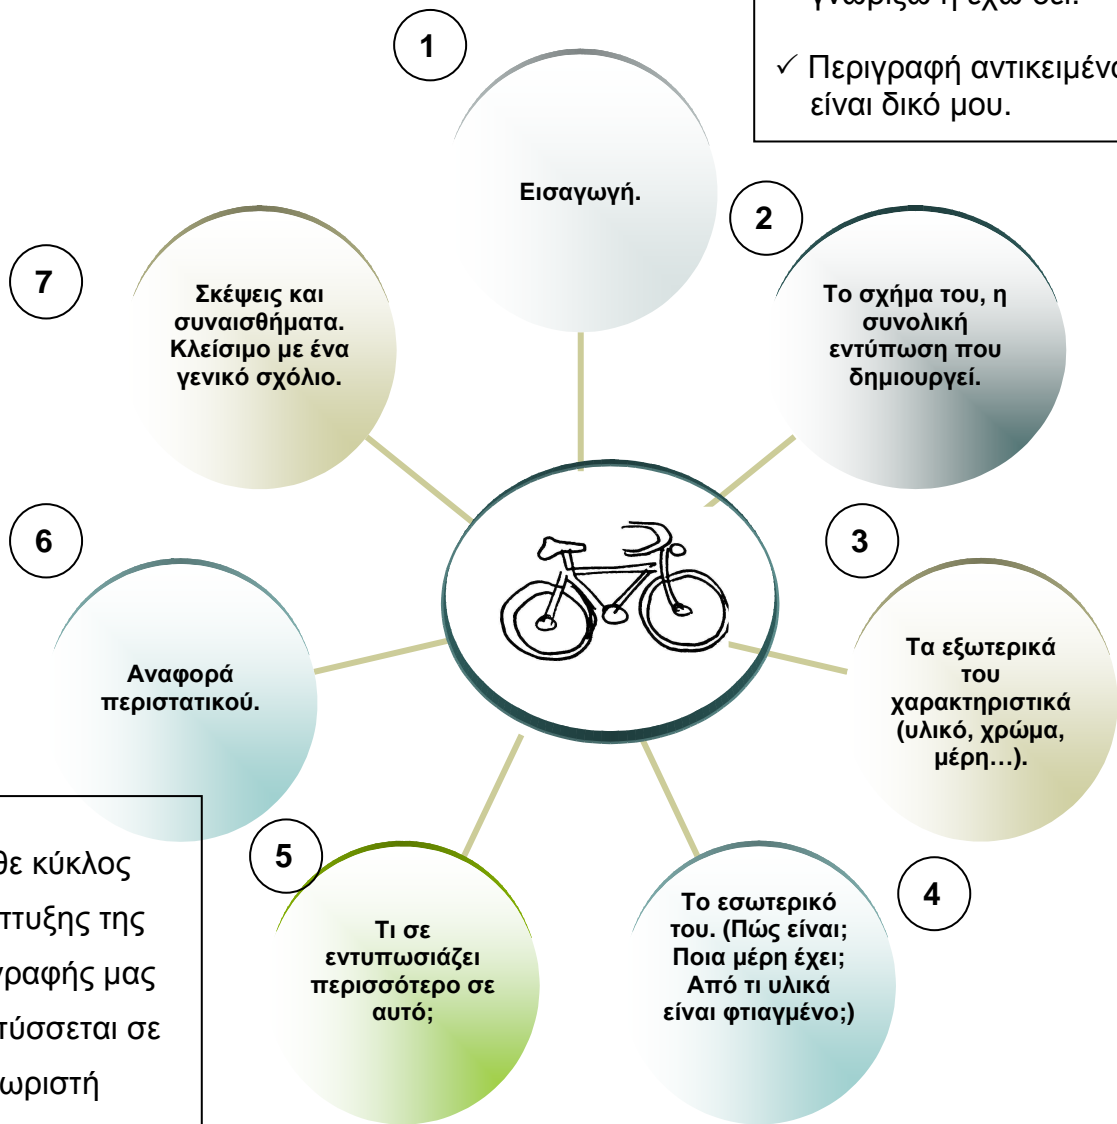 γνωρίζω ή έχω δει.
✓ Περιγραφή αντικειμένο
είναι δικό μου.
1
Εισαγωγή.
2
Το σχήμα του, η
συνολική
εντύπωση που
δημιουργεί.
3
Τα εξωτερικά
του
χαρακτηριστικά
(υλικό, χρώμα,
μέρη…).
4
Το εσωτερικό
του. (Πώς είναι;
Ποια μέρη έχει;
Από τι υλικά
είναι φτιαγμένο;)
5
Τι σε
εντυπωσιάζει
περισσότερο σε
αυτό;
6
Αναφορά
περιστατικού.
7
Σκέψεις και
συναισθήματα.
Κλείσιμο με ένα
γενικό σχόλιο.
θε κύκλος
πτυξης της
γραφής μας
τύσσεται σε
ωριστή